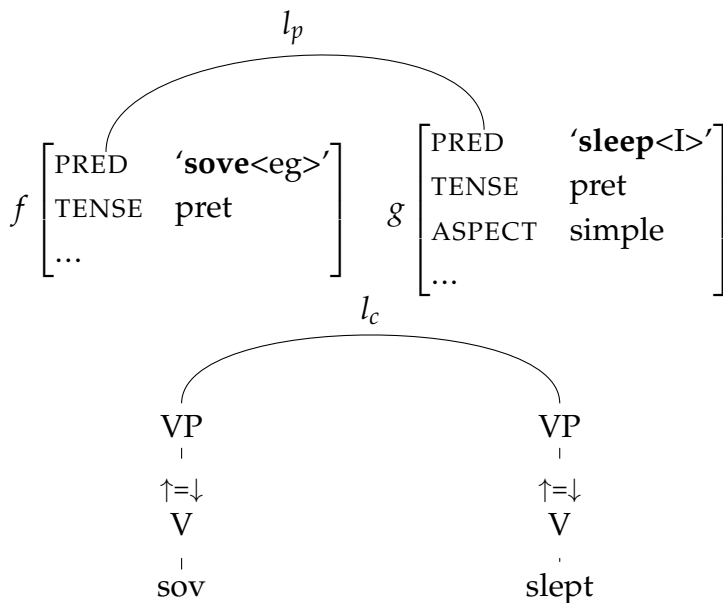 l_p
f [PRED ‘sove<eg>’
TENSE pret
...]
g [PRED ‘sleep<I>’
TENSE pret
ASPECT simple
...]
l_c
VP VP
↑=↓ ↑=↓
V V
sov slept